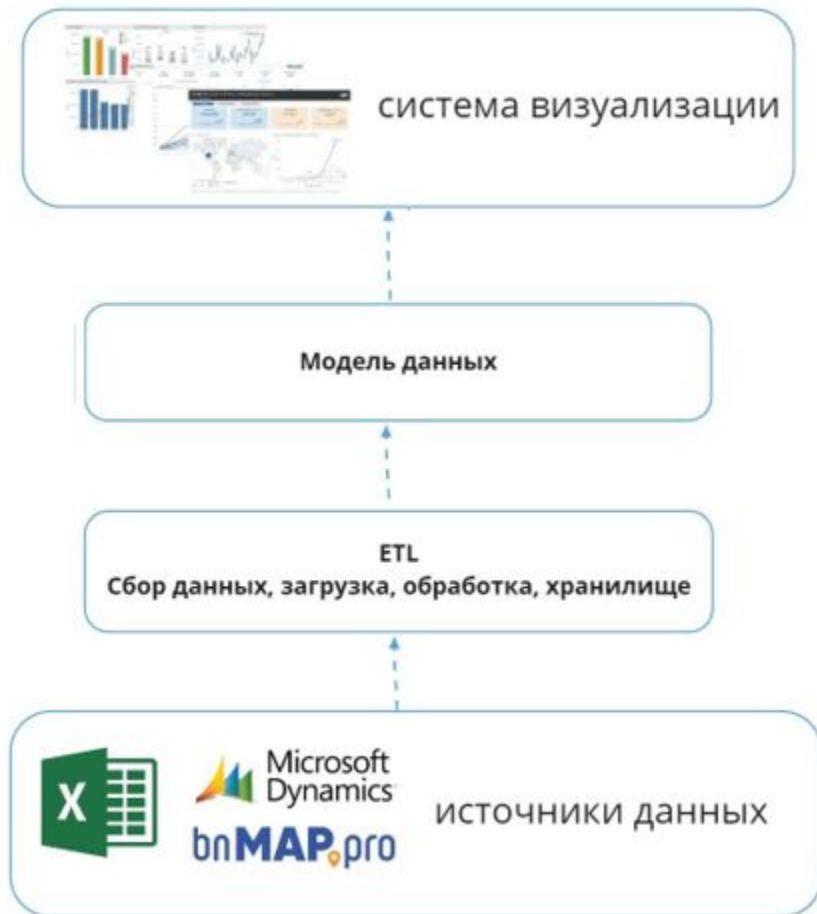 система визуализации
Модель данных
ETL
Сбор данных, загрузка, обработка, хранилище
X
Microsoft
Dynamics
bnMAP.pro
источники данных